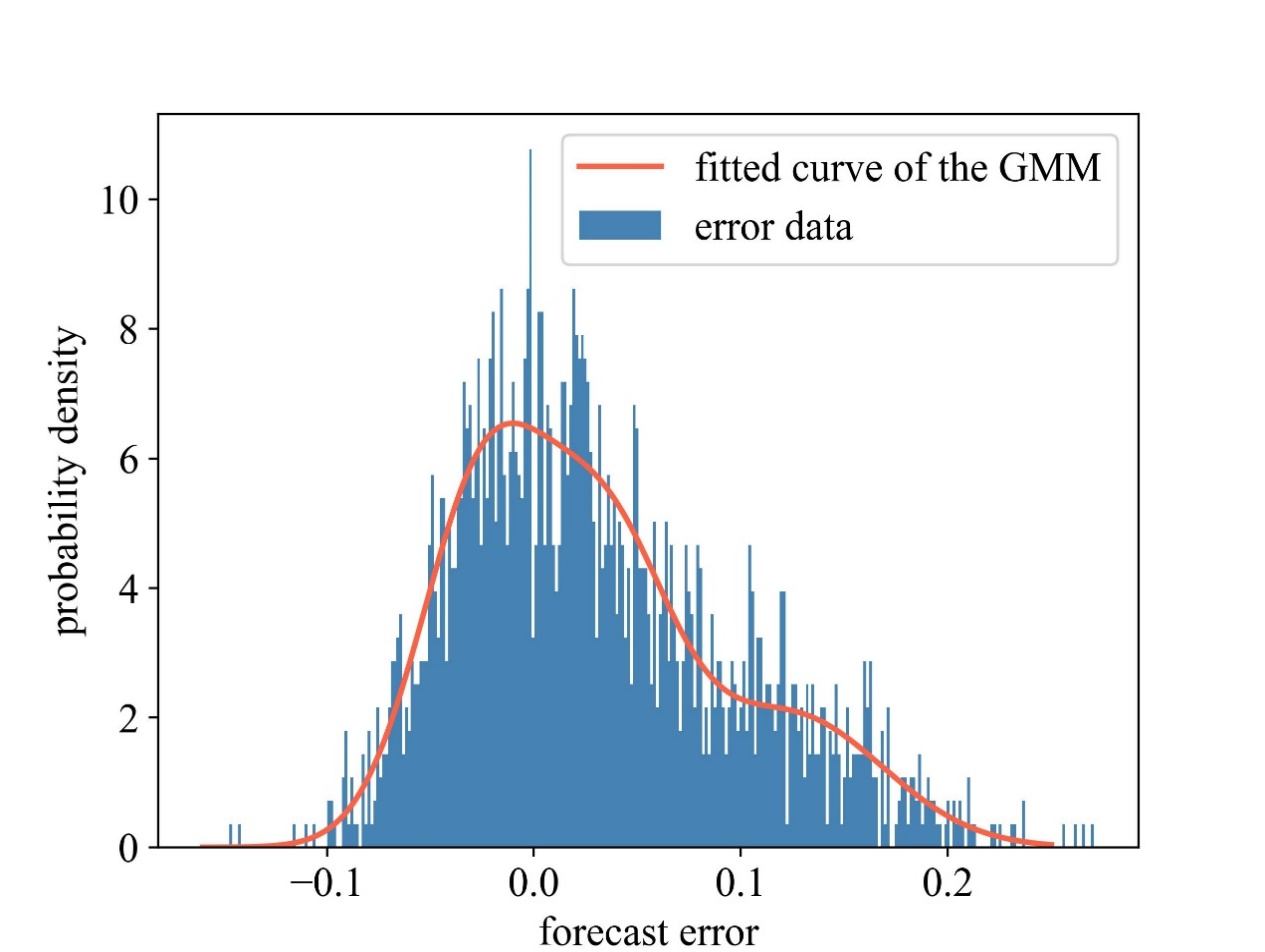 fitted curve of the GMM
error data
10
8
6
4
2
0
probability density
−0.1 0.0 0.1 0.2
forecast error